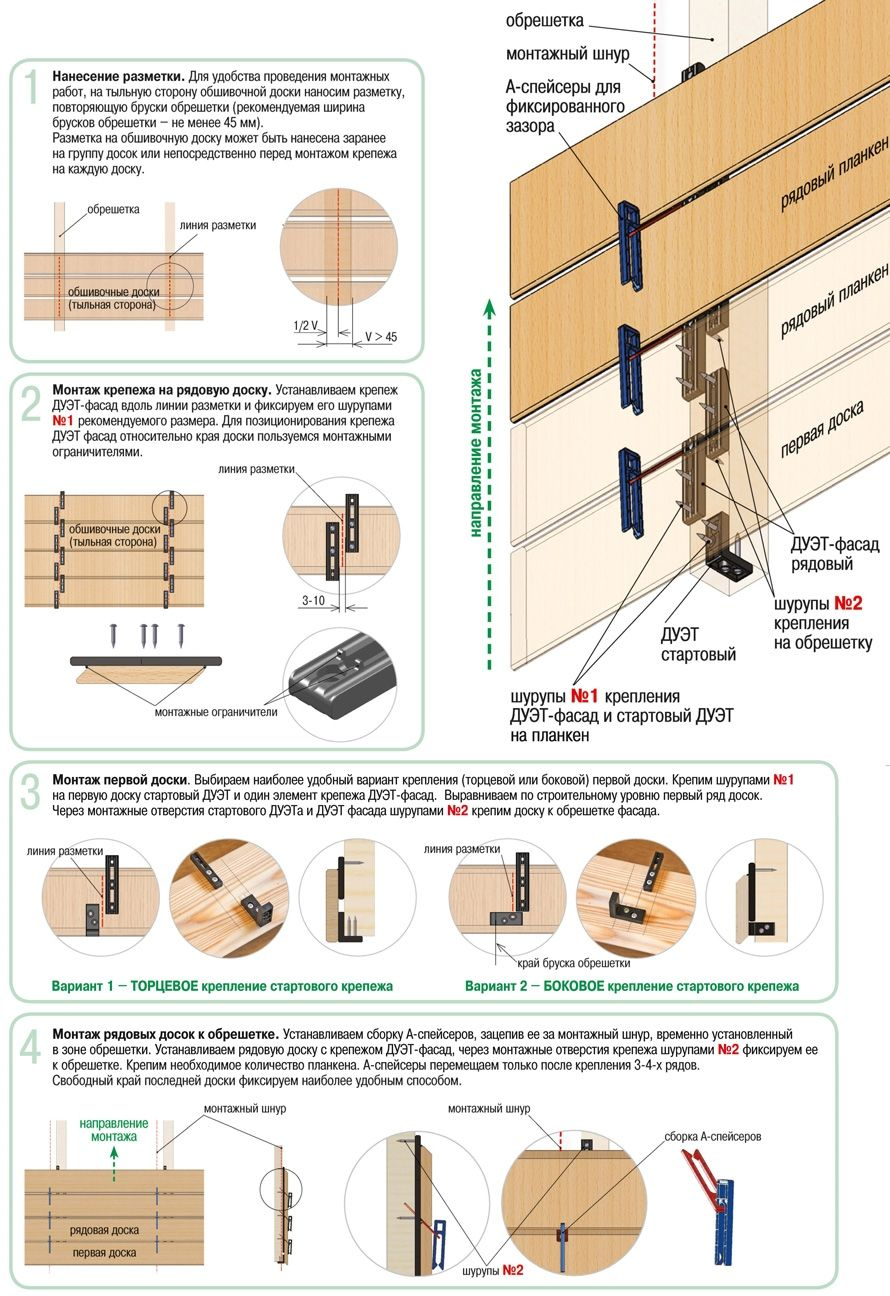 обрешетка
монтажный шнур
А-спейсеры для
фиксированного
зазора
рядовый планкен
рядовый планкен
первая доска
направление монтажа
ДУЭТ-фасад
рядовый
шурупы №2
крепления
на обрешетку
ДУЭТ
стартовый
шурупы №1 крепления
ДУЭТ-фасад и стартовый ДУЭТ
на планкен
1
Нанесение разметки. Для удобства проведения монтажных
работ, на тыльную сторону обшивочной доски наносим разметку,
повторяющую бруски обрешетки (рекомендуемая ширина
брусков обрешетки – не менее 45 мм).
Разметка на обшивочную доску может быть нанесена заранее
на группу досок или непосредственно перед монтажом крепежа
на каждую доску.
обрешетка
линия разметки
обшивочные доски
(тыльная сторона)
1/2 V
V > 45
2
Монтаж крепежа на рядовую доску. Устанавливаем крепеж
ДУЭТ-фасад вдоль линии разметки и фиксируем его шурупами
№1 рекомендуемого размера. Для позиционирования крепежа
ДУЭТ фасад относительно края доски пользуемся монтажными
ограничителями.
линия разметки
обшивочные доски
(тыльная сторона)
3-10
монтажные ограничители
3
Монтаж первой доски. Выбираем наиболее удобный вариант крепления (торцевой или боковой) первой доски. Крепим шурупами №1
на первую доску стартовый ДУЭТ и один элемент крепежа ДУЭТ-фасад. Выравниваем по строительному уровню первый ряд досок.
Через монтажные отверстия стартового ДУЭТа и ДУЭТ фасада шурупами №2 крепим доску к обрешетке фасада.
линия разметки
линия разметки
край бруска обрешетки
Вариант 1 – ТОРЦЕВОЕ крепление стартового крепежа
Вариант 2 – БОКОВОЕ крепление стартового крепежа
4
Монтаж рядовых досок к обрешетке. Устанавливаем сборку А-спейсеров, зацепив ее за монтажный шнур, временно установленный
в зоне обрешетки. Устанавливаем рядовую доску с крепежом ДУЭТ-фасад, через монтажные отверстия крепежа шурупами №2 фиксируем ее
к обрешетке. Крепим необходимое количество планкена. А-спейсеры перемещаем только после крепления 3-4-х рядов.
Свободный край последней доски фиксируем наиболее удобным способом.
направление
монтажа
монтажный шнур
монтажный шнур
сборка А-спейсеров
рядовая доска
первая доска
шурупы №2